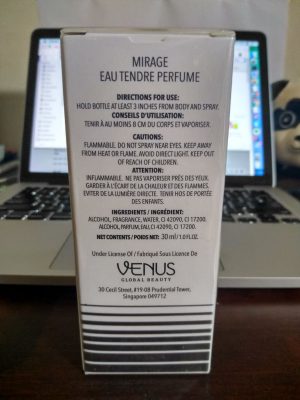 MIRAGE
EAU TENDRE PERFUME
DIRECTIONS FOR USE:
HOLD BOTTLE AT LEAST 3 INCHES FROM BODY AND SPRAY.
CONSEILS D'UTILISATION:
TENIR À AU MOINS 8 CM DU CORPS ET VAPORISER.
CAUTIONS:
FLAMMABLE. DO NOT SPRAY NEAR EYES. KEEP AWAY
FROM HEAT OR FLAME. AVOID DIRECT LIGHT. KEEP OUT
OF REACH OF CHILDREN.
ATTENTION:
INFLAMMABLE. NE PAS VAPORISER PRÈS DES YEUX.
GARDER À L'ÉCART DE LA CHALEUR ET DES FLAMMES.
EVITER DE LA LUMIÈRE DIRECTE. TENIR HOS DE PORTÉE
DES ENFANTS.
INGREDIENTS / INGRÉDIENT:
ALCOHOL, FRAGRANCE, WATER, CI 42090, CI 17200.
ALCOHOL, PARFUM, EAU, CI 42090, CI 17200.
NET CONTENTS / POIDS NET: 30 ml / 1.0 FL.OZ.
Under License Of / Fabriqué Sous Licence De
VENUS
GLOBAL BEAUTY
30 Cecil Street, #19-08 Prudential Tower,
Singapore 049712